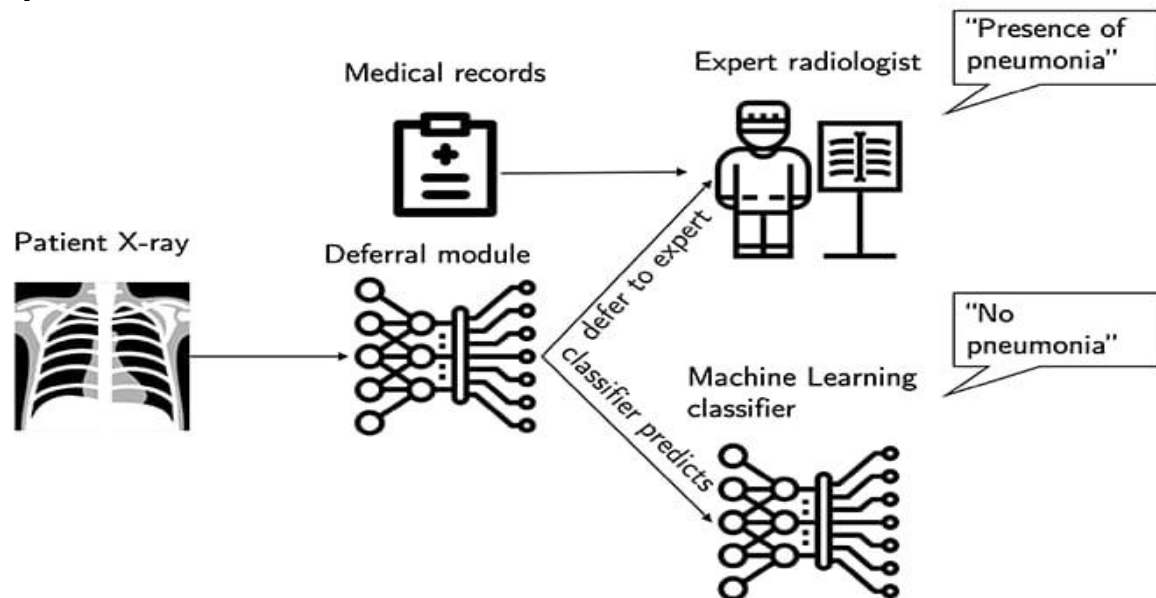 "Presence of
pneumonia"
Medical records
Expert radiologist
Patient X-ray
Deferral module
defer to expert
classifier predicts
"No
pneumonia"
Machine Learning
classifier